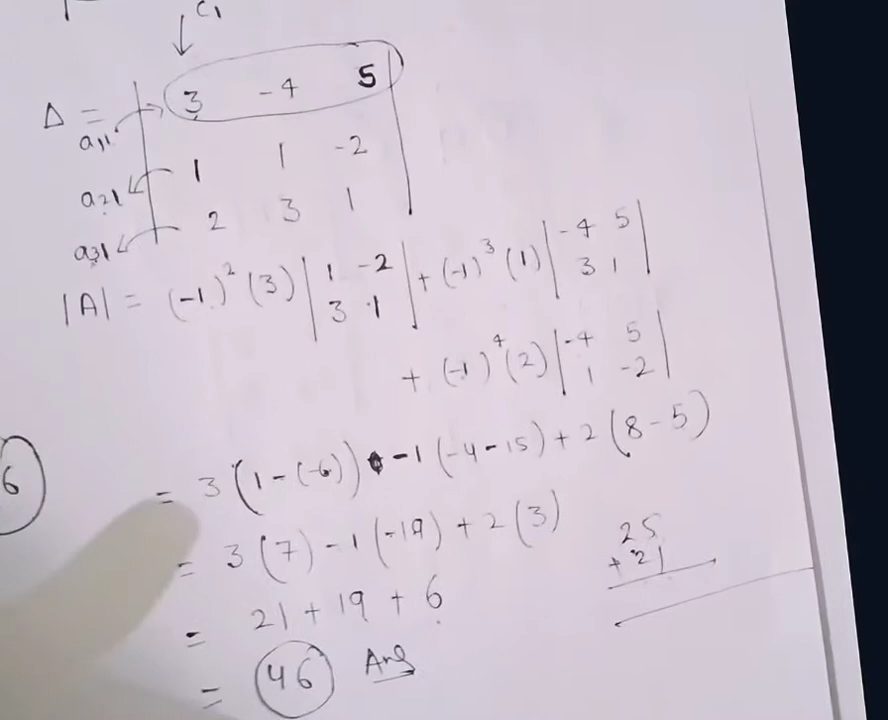 C₁
Δ = | 3 -4 5 |
a₁₁
a₂₁ | 1 1 -2 |
a₃₁ | 2 3 1 |
|A| = (-1)² (3) | 1 -2 | + (-1)³ (1) | -4 5 |
| 3 1 | | 3 1 |
+ (-1)⁴ (2) | -4 5 |
| 1 -2 |
6
= 3 (1 - (-6)) - 1 (-4 - 15) + 2 (8 - 5)
= 3 (7) - 1 (-19) + 2 (3)
25
+ 21
= 21 + 19 + 6
= 46 Ans